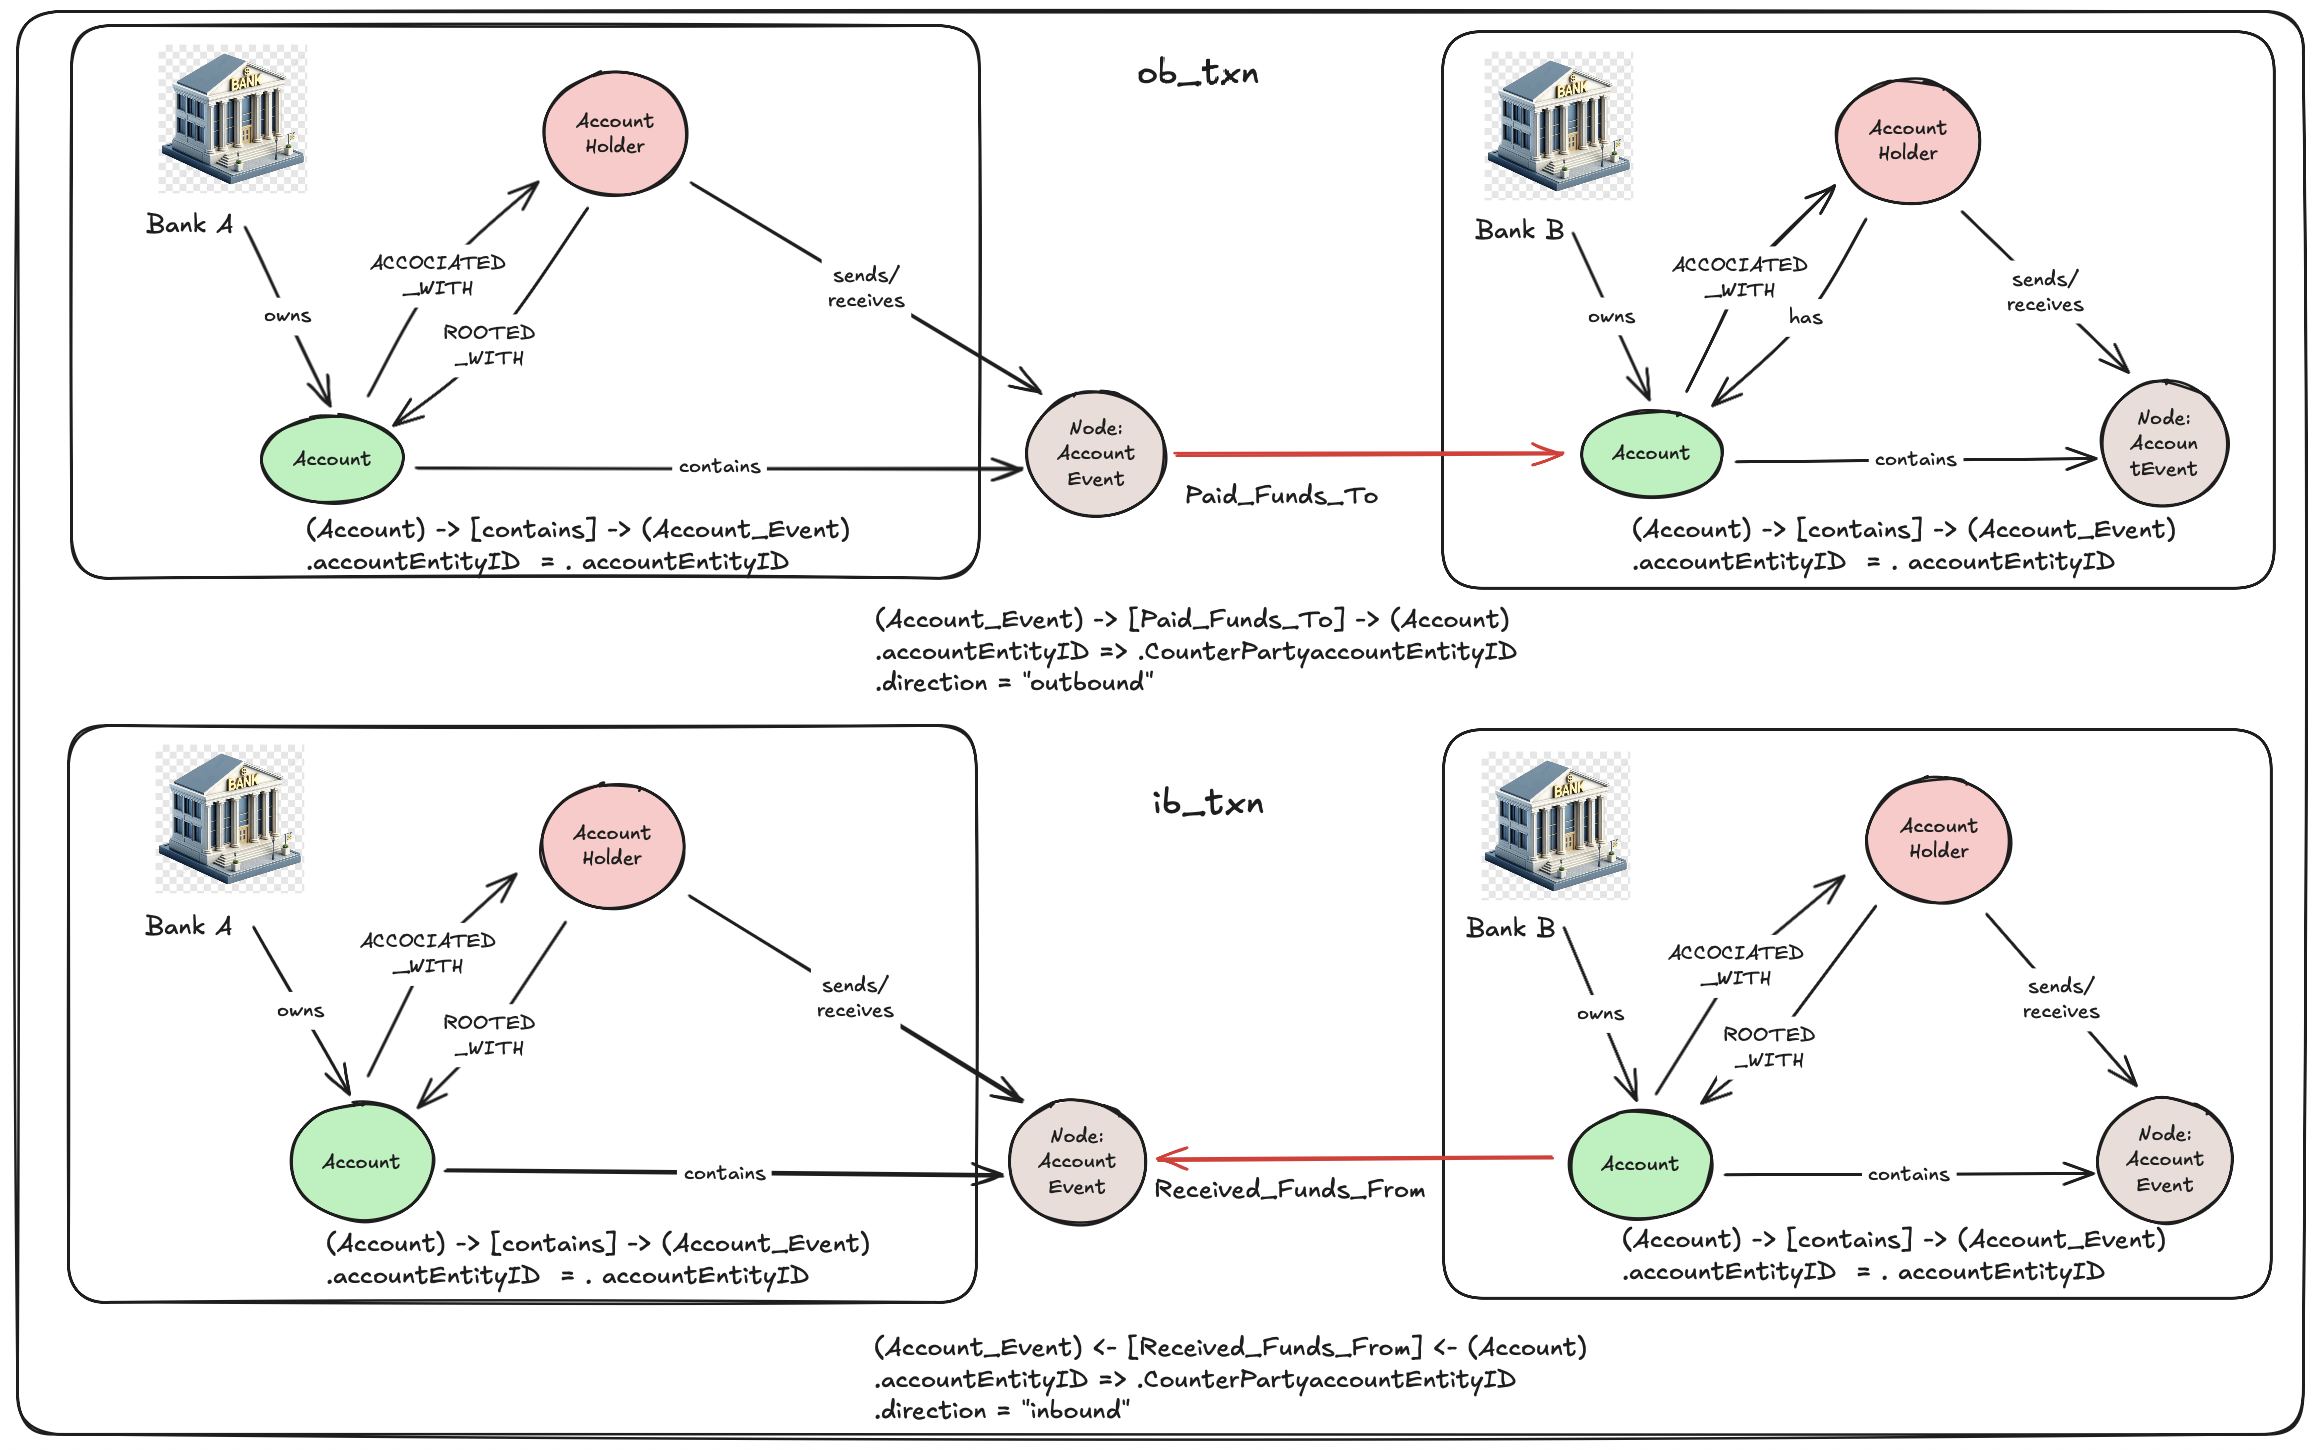 ob_txn
BANK
Bank A
Account
Holder
ACCOCIATED
_WITH
owns
ROOTED
_WITH
sends/
receives
Account
contains
Node:
Account
Event
(Account) -> [contains] -> (Account_Event)
.accountEntityID = . accountEntityID
Paid_Funds_To
BANK
Bank B
Account
Holder
ACCOCIATED
_WITH
owns
has
sends/
receives
Account
contains
Node:
Accoun
tEvent
(Account) -> [contains] -> (Account_Event)
.accountEntityID = . accountEntityID
(Account_Event) -> [Paid_Funds_To] -> (Account)
.accountEntityID => .CounterPartyaccountEntityID
.direction = "outbound"
ib_txn
BANK
Bank A
Account
Holder
ACCOCIATED
_WITH
owns
ROOTED
_WITH
sends/
receives
Account
contains
Node:
Account
Event
(Account) -> [contains] -> (Account_Event)
.accountEntityID = . accountEntityID
Received_Funds_From
BANK
Bank B
Account
Holder
ACCOCIATED
_WITH
owns
ROOTED
_WITH
sends/
receives
Account
contains
Node:
Account
Event
(Account) -> [contains] -> (Account_Event)
.accountEntityID = . accountEntityID
(Account_Event) <- [Received_Funds_From] <- (Account)
.accountEntityID => .CounterPartyaccountEntityID
.direction = "inbound"